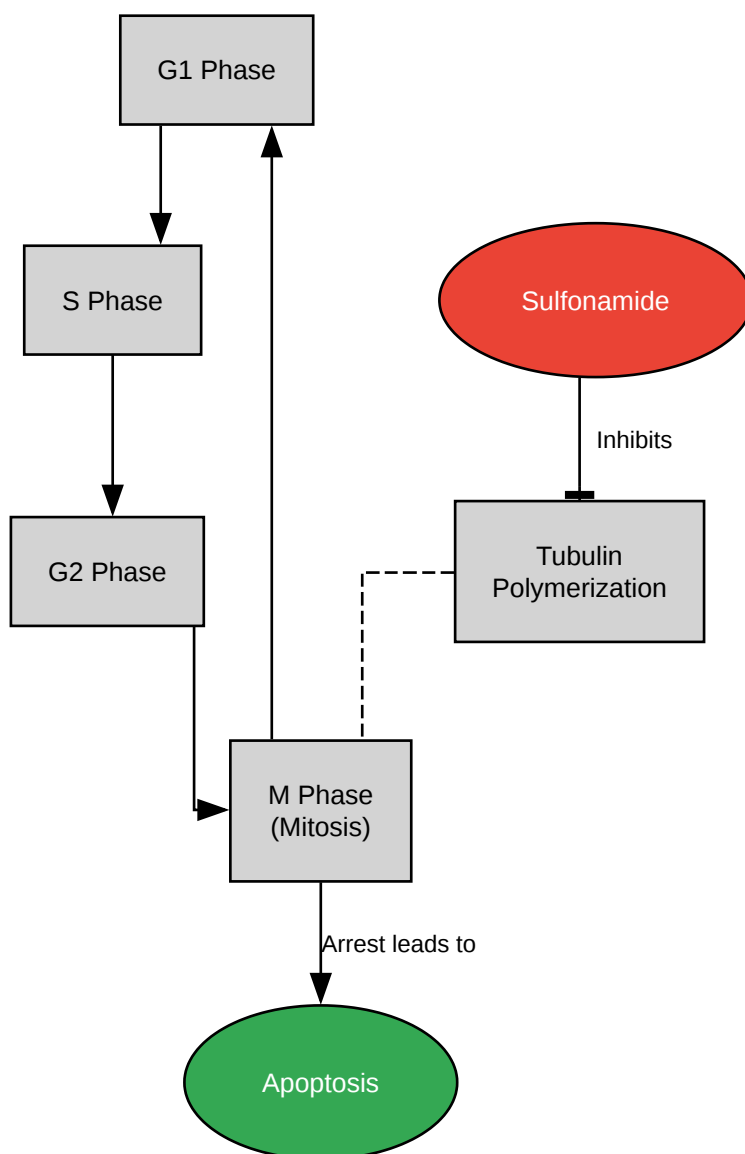 G1 Phase
S Phase
Sulfonamide
Inhibits
G2 Phase
Tubulin
Polymerization
M Phase
(Mitosis)
Arrest leads to
Apoptosis